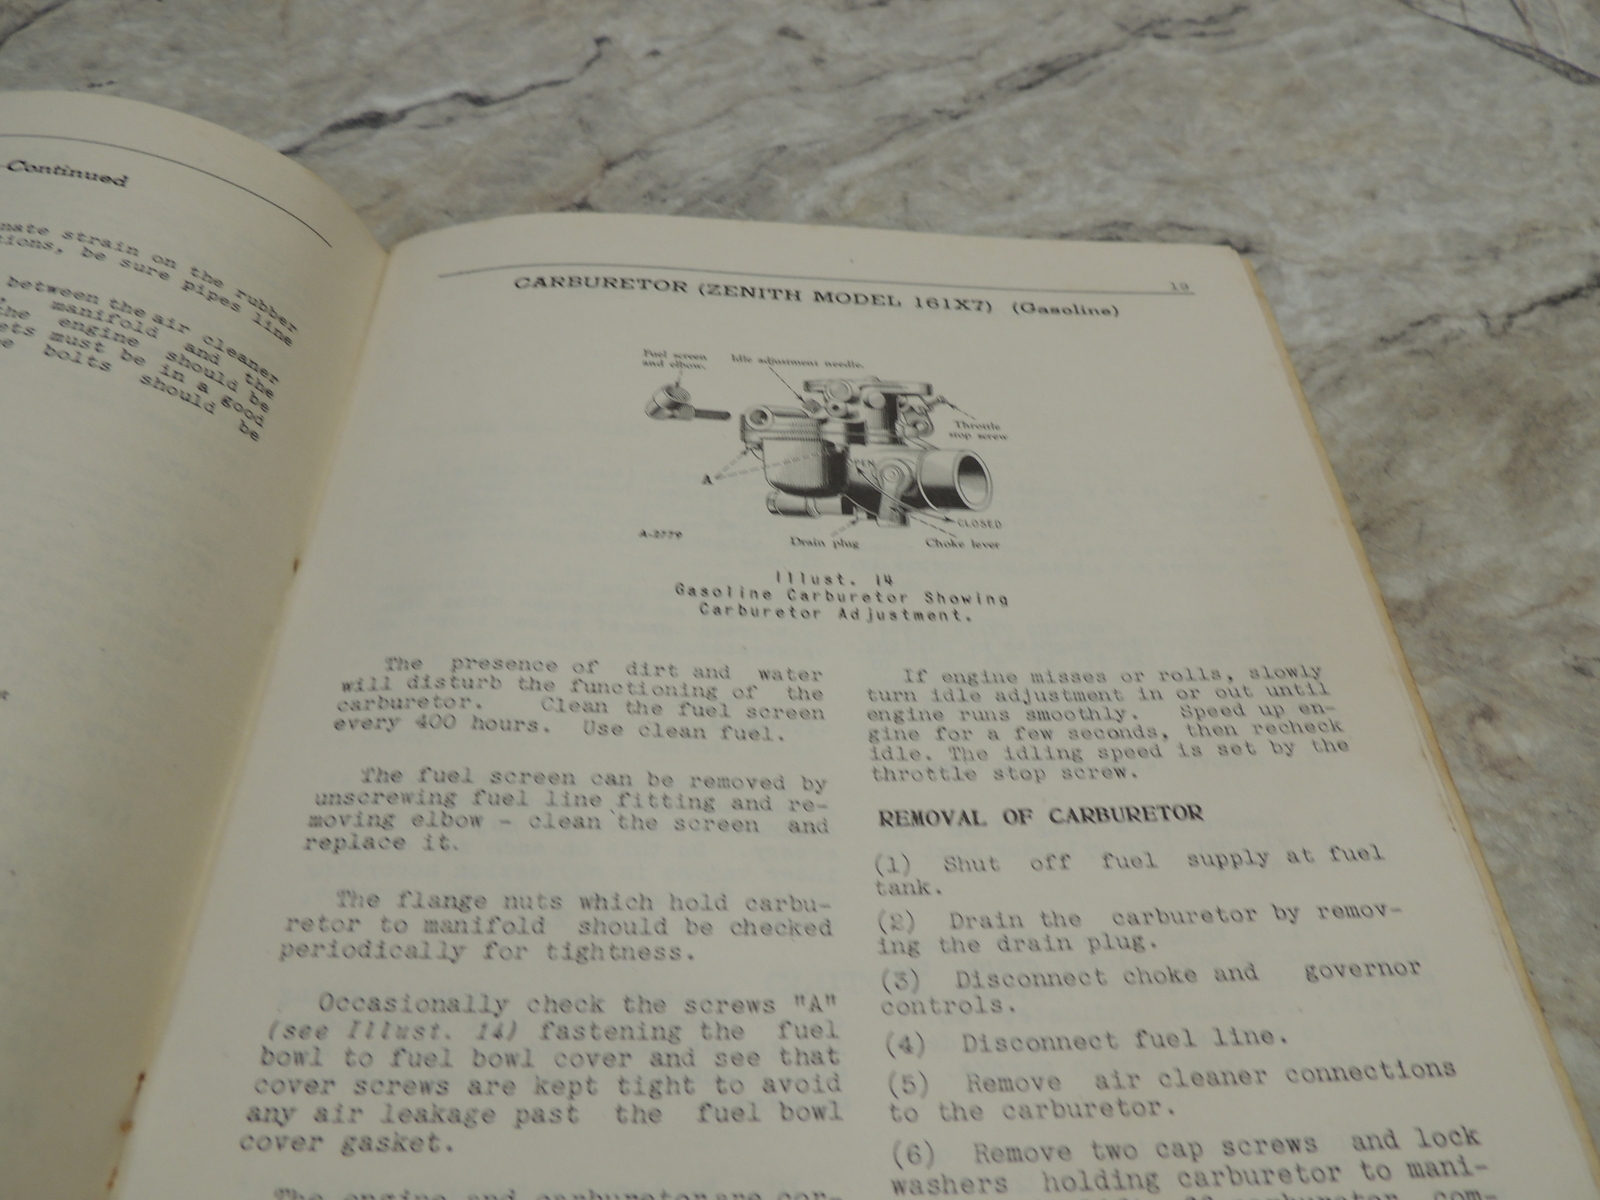 Continued
nate strain on the rubber
tions, be sure pipes line
between the air cleaner
manifold and the
the engine should be
ets must be in a good
bolts should be
19
CARBURETOR (ZENITH MODEL 161X7) (Gasoline)
Fuel screen
and elbow.
Idle adjustment needle.
Throttle
stop screw
A
CLOSED
A-2779
Drain plug
Choke lever
Illust. 14
Gasoline Carburetor Showing
Carburetor Adjustment.
The presence of dirt and water
will disturb the functioning of the
carburetor. Clean the fuel screen
every 400 hours. Use clean fuel.
The fuel screen can be removed by
unscrewing fuel line fitting and re-
moving elbow - clean the screen and
replace it.
The flange nuts which hold carbu-
retor to manifold should be checked
periodically for tightness.
Occasionally check the screws "A"
(see Illust. 14) fastening the fuel
bowl to fuel bowl cover and see that
cover screws are kept tight to avoid
any air leakage past the fuel bowl
cover gasket.
The engine and carburetor are cor-
If engine misses or rolls, slowly
turn idle adjustment in or out until
engine runs smoothly. Speed up en-
gine for a few seconds, then recheck
idle. The idling speed is set by the
throttle stop screw.
REMOVAL OF CARBURETOR
(1) Shut off fuel supply at fuel
tank.
(2) Drain the carburetor by remov-
ing the drain plug.
(3) Disconnect choke and governor
controls.
(4) Disconnect fuel line.
(5) Remove air cleaner connections
to the carburetor.
(6) Remove two cap screws and lock
washers holding carburetor to mani-
carburetor com-